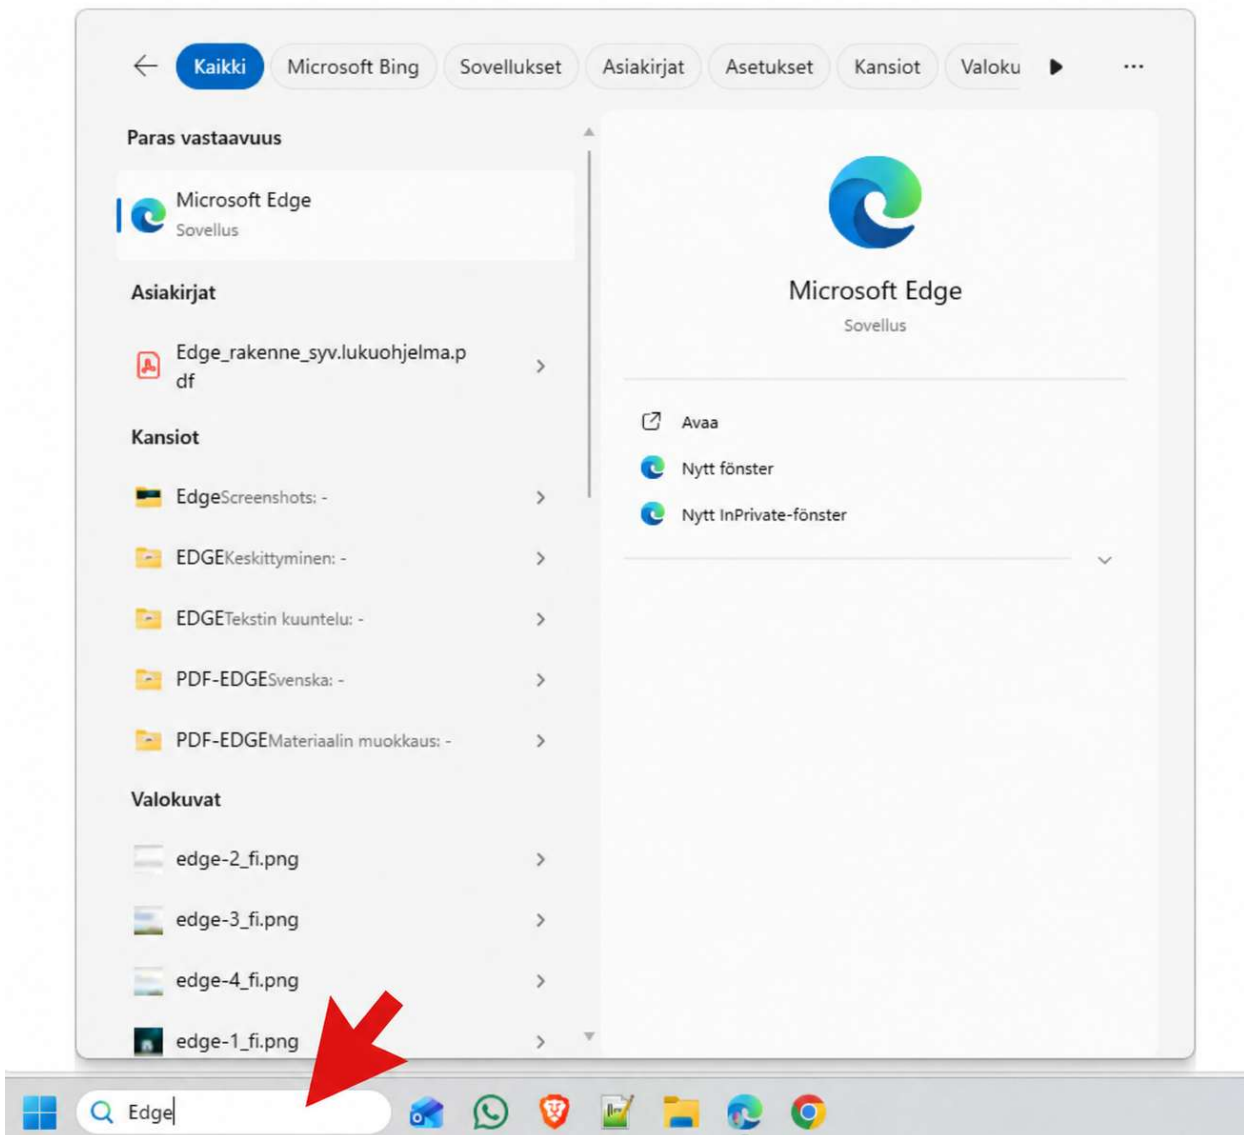 Kaikki
Microsoft Bing
Sovellukset
Asiakirjat
Asetukset
Kansiot
Valoku
Paras vastaavuus
Microsoft Edge
Sovellus
Asiakirjat
Edge_rakenne_syv.lukuohjelma.p
df
Kansiot
EdgeScreenshots: -
EDGEKeskittyminen: -
EDGETekstin kuuntelu: -
PDF-EDGESvenska: -
PDF-EDGEMateriaalin muokkaus: -
Valokuvat
edge-2_fi.png
edge-3_fi.png
edge-4_fi.png
edge-1_fi.png
Microsoft Edge
Sovellus
Avaa
Nytt fönster
Nytt InPrivate-fönster
Edge